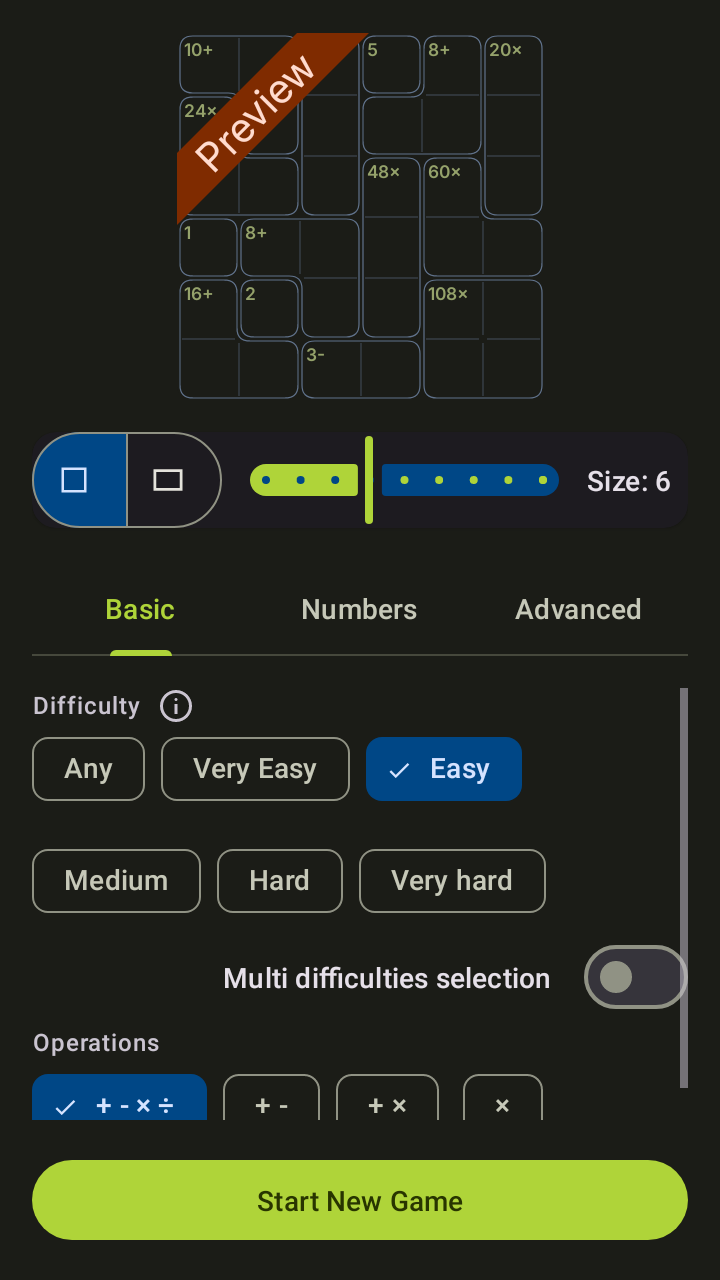 10+ 5 8+ 20×
24×
Preview
48× 60×
1 8+
16+ 2 108×
3-
Size: 6
Basic Numbers Advanced
Difficulty
Any Very Easy Easy
Medium Hard Very hard
Multi difficulties selection
Operations
+ - × ÷ + - + × ×
Start New Game